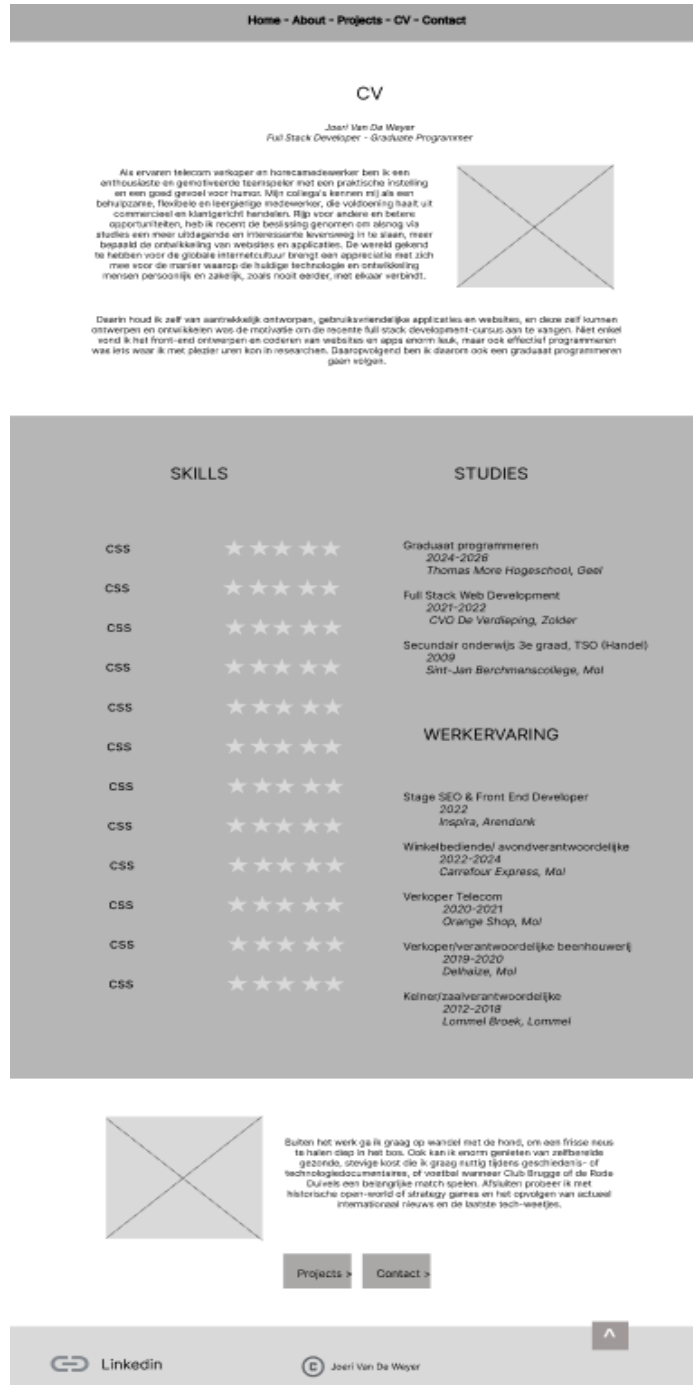 Home - About - Projects - CV - Contact
CV
Joeri Van De Weyer
Full Stack Developer - Graduate Programmer
Als ervaren telecom verkoper en horecamedewerker ben ik een
enthousiaste en gemotiveerde teamspeler met een praktische instelling
en een goed gevoel voor humor. Mijn collega's kennen mij als een
behulpzame, flexibele en leergierige medewerker, die voldoening haalt uit
commercieel en klantgericht handelen. Rijp voor andere en betere
opportuniteiten, heb ik recent de beslissing genomen om alsnog via
studies een meer uitdagende en interessante levensweg in te slaan, meer
bepaald de ontwikkeling van websites en applicaties. De wereld gekend
te hebben voor de globale internetcultuur brengt een appreciatie met zich
mee voor de manier waarop de huidige technologie en ontwikkeling
mensen persoonlijk en zakelijk, zoals nooit eerder, met elkaar verbindt.
Daarin houd ik zelf van aantrekkelijk ontworpen, gebruiksvriendelijke applicaties en websites, en deze zelf kunnen
ontwerpen en ontwikkelen was de motivatie om de recente full stack development-cursus aan te vangen. Niet enkel
vond ik het front-end ontwerpen en coderen van websites en apps enorm leuk, maar ook effectief programmeren
was iets waar ik met plezier uren kon in researchen. Daaropvolgend ben ik daarom ook een graduaat programmeren
gaan volgen.
SKILLS
CSS
CSS
CSS
CSS
CSS
CSS
CSS
CSS
CSS
CSS
CSS
CSS
STUDIES
Graduaat programmeren
2024-2026
Thomas More Hogeschool, Geel
Full Stack Web Development
2021-2022
CVO De Verdieping, Zolder
Secundair onderwijs 3e graad, TSO (Handel)
2009
Sint-Jan Berchmanscollege, Mol
WERKERVARING
Stage SEO & Front End Developer
2022
Inspira, Arendonk
Winkelbediende/ avondverantwoordelijke
2022-2024
Carrefour Express, Mol
Verkoper Telecom
2020-2021
Orange Shop, Mol
Verkoper/verantwoordelijke beenhouwerij
2019-2020
Delhaize, Mol
Kelner/zaalverantwoordelijke
2012-2018
Lommel Broek, Lommel
Buiten het werk ga ik graag op wandel met de hond, om een frisse neus
te halen diep in het bos. Ook kan ik enorm genieten van zelfbereide
gezonde, stevige kost die ik graag nuttig tijdens geschiedenis- of
technologiedocumentaires, of voetbal wanneer Club Brugge of de Rode
Duivels een belangrijke match spelen. Afsluiten probeer ik met
historische open-world of strategy games en het opvolgen van actueel
internationaal nieuws en de laatste tech-weetjes.
Projects >
Contact >
^
Linkedin
© Joeri Van De Weyer